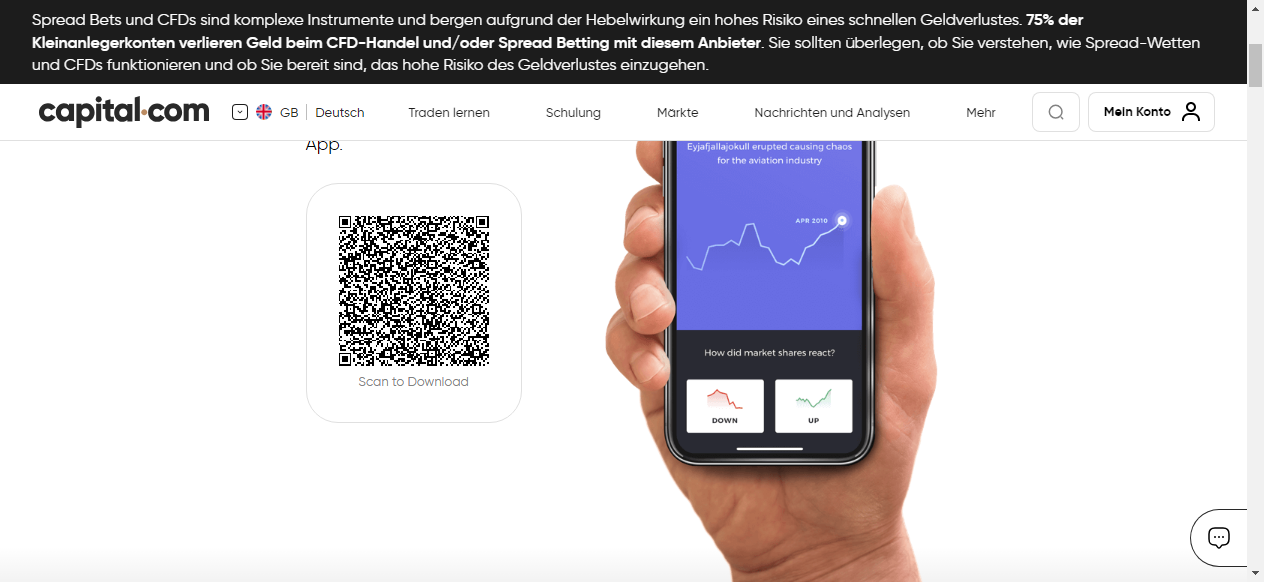 Spread Bets und CFDs sind komplexe Instrumente und bergen aufgrund der Hebelwirkung ein hohes Risiko eines schnellen Geldverlustes. 75% der
Kleinanlegerkonten verlieren Geld beim CFD-Handel und/oder Spread Betting mit diesem Anbieter. Sie sollten überlegen, ob Sie verstehen, wie Spread-Wetten
und CFDs funktionieren und ob Sie bereit sind, das hohe Risiko des Geldverlustes einzugehen.
capital.com GB Deutsch Traden lernen Schulung Märkte Nachrichten und Analysen Mehr Mein Konto
App.
Eyjafjallajokull erupted causing chaos
for the aviation industry
APR 2010
Scan to Download
How did market shares react?
DOWN UP